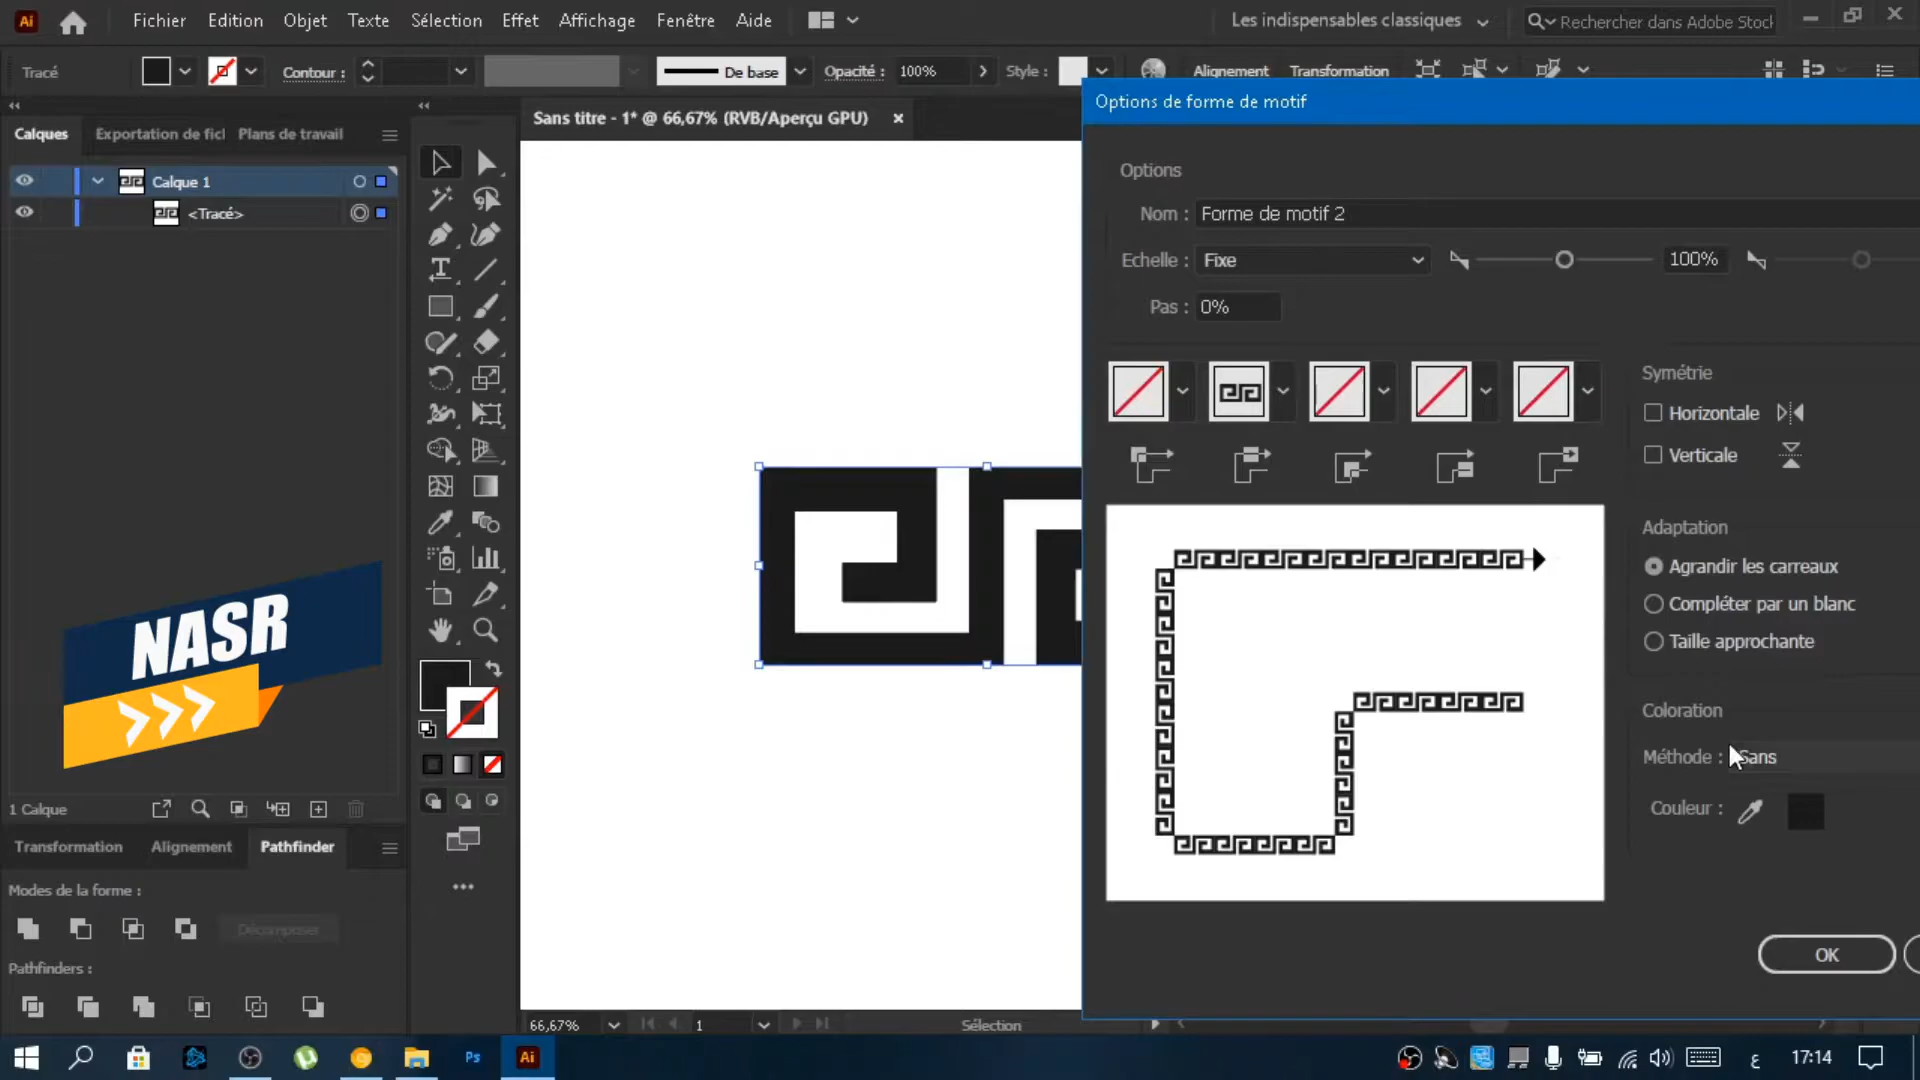 Ai
Fichier Edition Objet Texte Sélection Effet Affichage Fenêtre Aide
Les indispensables classiques
Rechercher dans Adobe Stock
Tracé
Contour :
De base
Opacité : 100%
Style :
Alignement
Transformation
Calques Exportation de ficl Plans de travail
Sans titre - 1* @ 66,67% (RVB/Aperçu GPU) ×
Options de forme de motif
Calque 1
<Tracé>
Options
Nom : Forme de motif 2
Echelle : Fixe 100%
Pas : 0%
Symétrie
Horizontale
Verticale
Adaptation
Agrandir les carreaux
Compléter par un blanc
Taille approchante
Coloration
Méthode : Sans
Couleur :
OK
NASR
1 Calque
Transformation Alignement Pathfinder
Modes de la forme :
Décomposer
Pathfinders :
66,67% 1 Sélection
Ps Ai
ع 17:14